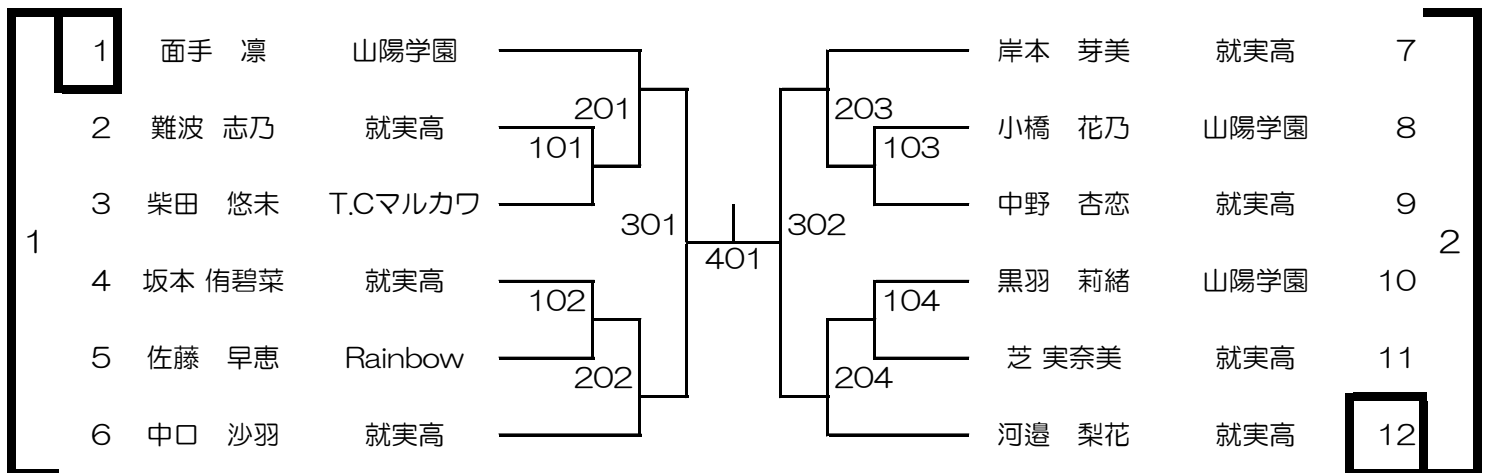 1 面手 凛 山陽学園 岸本 芽美 就実高 7
201 203
2 難波 志乃 就実高 小橋 花乃 山陽学園 8
101 103
3 柴田 悠未 T.Cマルカワ 中野 杏恋 就実高 9
1 301 401 302 2
4 坂本 侑碧菜 就実高 黒羽 莉緒 山陽学園 10
102 104
5 佐藤 早恵 Rainbow 芝 実奈美 就実高 11
202 204
6 中口 沙羽 就実高 河邉 梨花 就実高 12